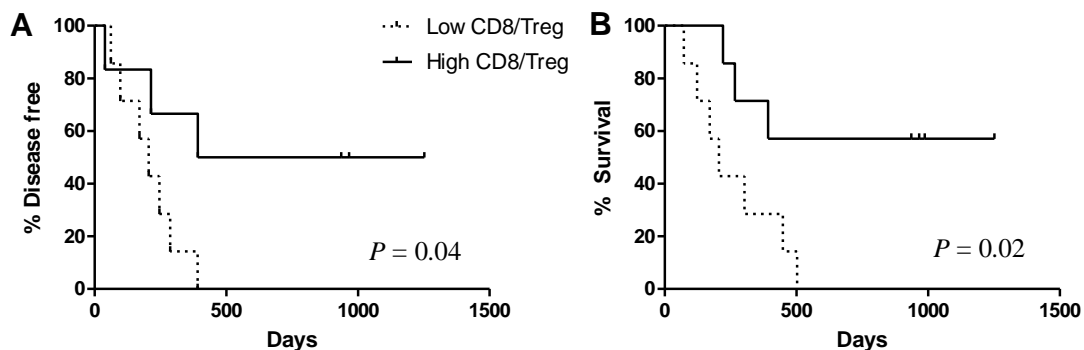 A
Low CD8/Treg
High CD8/Treg
% Disease free
100
80
60
40
20
0
P = 0.04
0 500 1000 1500
Days
B
% Survival
100
80
60
40
20
0
P = 0.02
0 500 1000 1500
Days